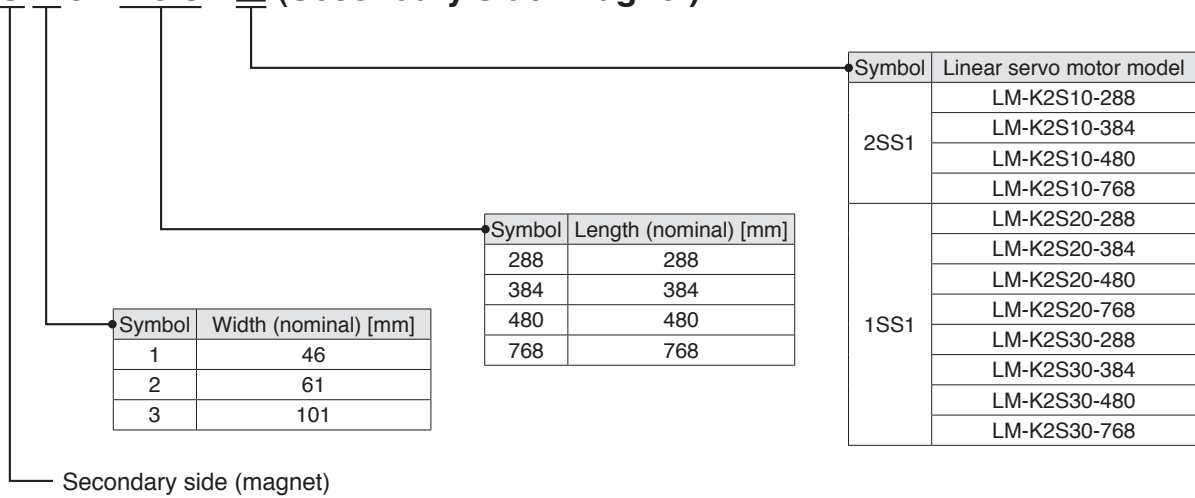 (Secondary side: magnet)
Symbol Linear servo motor model
2SS1
LM-K2S10-288
LM-K2S10-384
LM-K2S10-480
LM-K2S10-768
1SS1
LM-K2S20-288
LM-K2S20-384
LM-K2S20-480
LM-K2S20-768
LM-K2S30-288
LM-K2S30-384
LM-K2S30-480
LM-K2S30-768
Symbol Length (nominal) [mm]
288 288
384 384
480 480
768 768
Symbol Width (nominal) [mm]
1 46
2 61
3 101
Secondary side (magnet)